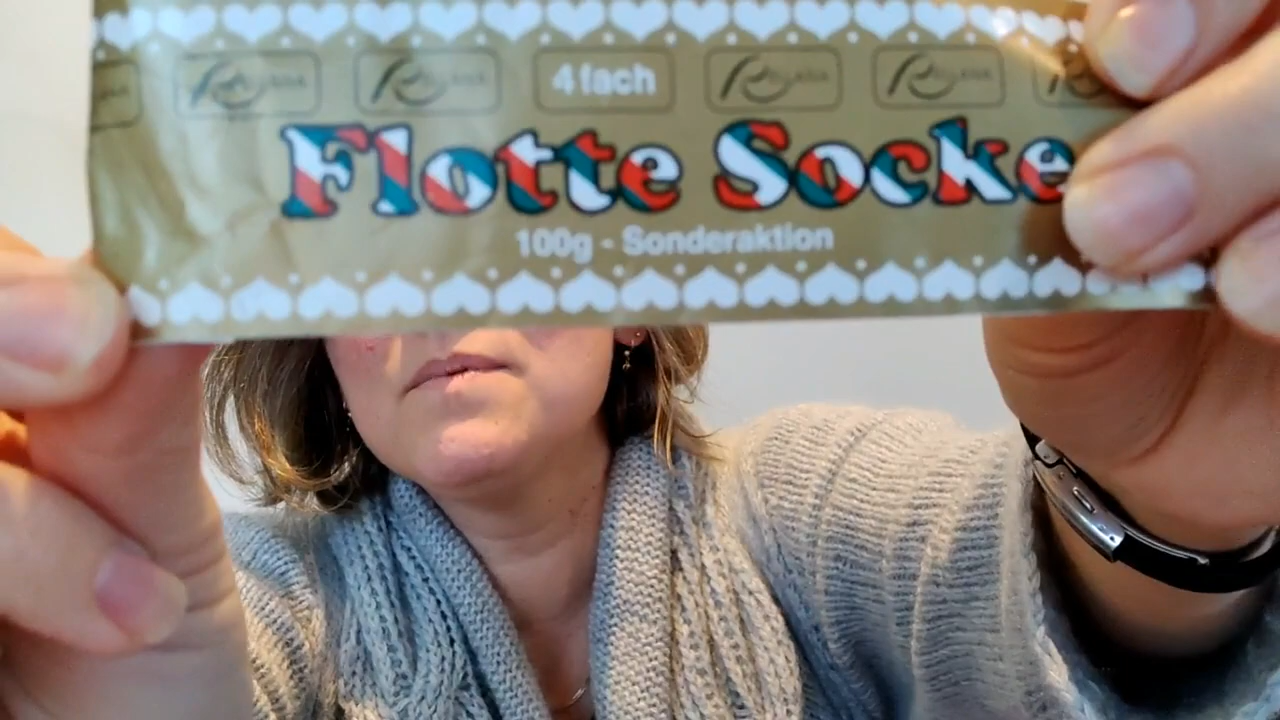 4fach
Flotte Socke
100g - Sonderaktion